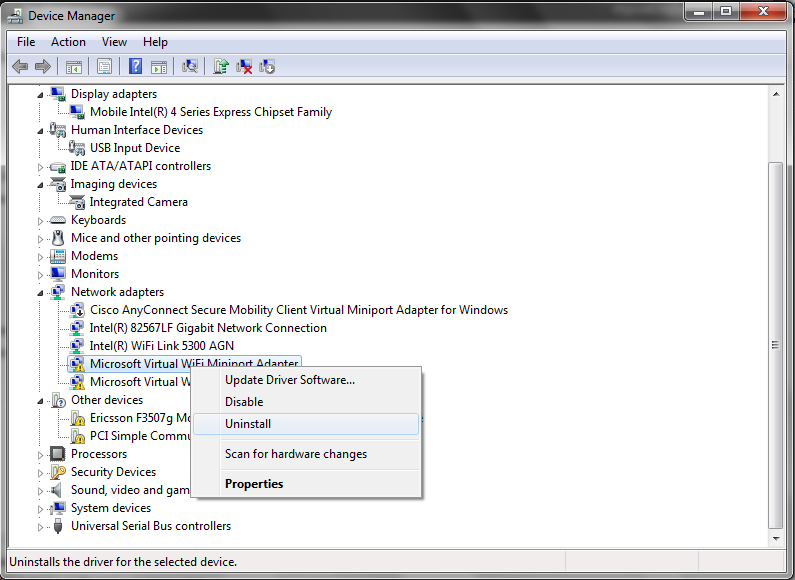 Device Manager
File Action View Help
Display adapters
Mobile Intel(R) 4 Series Express Chipset Family
Human Interface Devices
USB Input Device
IDE ATA/ATAPI controllers
Imaging devices
Integrated Camera
Keyboards
Mice and other pointing devices
Modems
Monitors
Network adapters
Cisco AnyConnect Secure Mobility Client Virtual Miniport Adapter for Windows
Intel(R) 82567LF Gigabit Network Connection
Intel(R) WiFi Link 5300 AGN
Microsoft Virtual WiFi Miniport Adapter
Microsoft Virtual W
Other devices
Ericsson F3507g Mo
PCI Simple Commu
Processors
Security Devices
Sound, video and gam
System devices
Universal Serial Bus controllers
Update Driver Software...
Disable
Uninstall
Scan for hardware changes
Properties
Uninstalls the driver for the selected device.